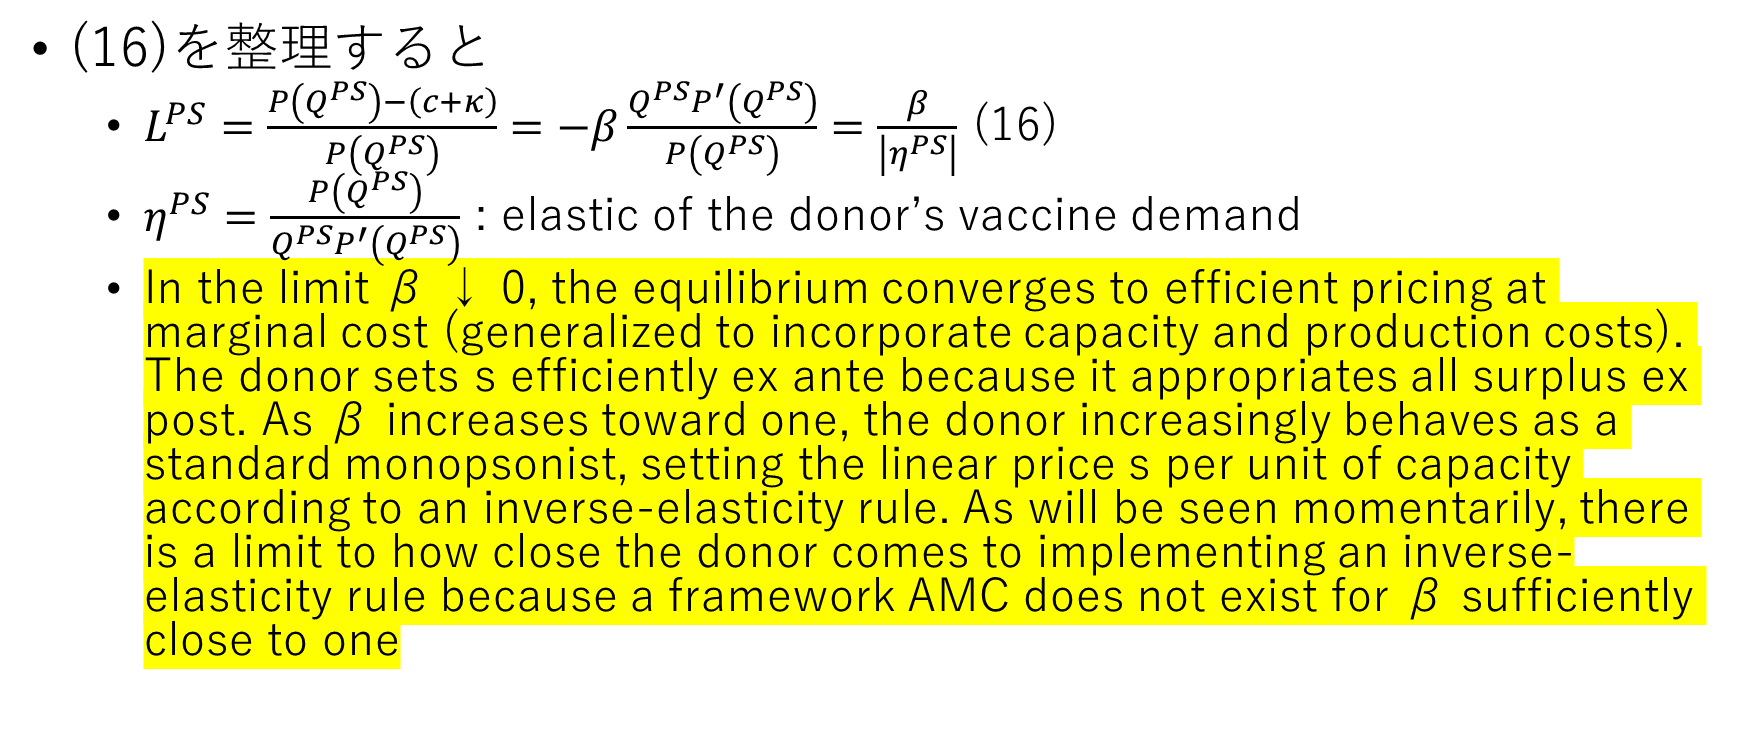 • (16)を整理すると
• L^{PS} = \frac{P(Q^{PS})-(c+κ)}{P(Q^{PS})} = -β \frac{Q^{PS}P'(Q^{PS})}{P(Q^{PS})} = \frac{β}{|η^{PS}|} (16)
• η^{PS} = \frac{P(Q^{PS})}{Q^{PS}P'(Q^{PS})} : elastic of the donor’s vaccine demand
• In the limit β ↓ 0, the equilibrium converges to efficient pricing at
marginal cost (generalized to incorporate capacity and production costs).
The donor sets s efficiently ex ante because it appropriates all surplus ex
post. As β increases toward one, the donor increasingly behaves as a
standard monopsonist, setting the linear price s per unit of capacity
according to an inverse-elasticity rule. As will be seen momentarily, there
is a limit to how close the donor comes to implementing an inverse-
elasticity rule because a framework AMC does not exist for β sufficiently
close to one